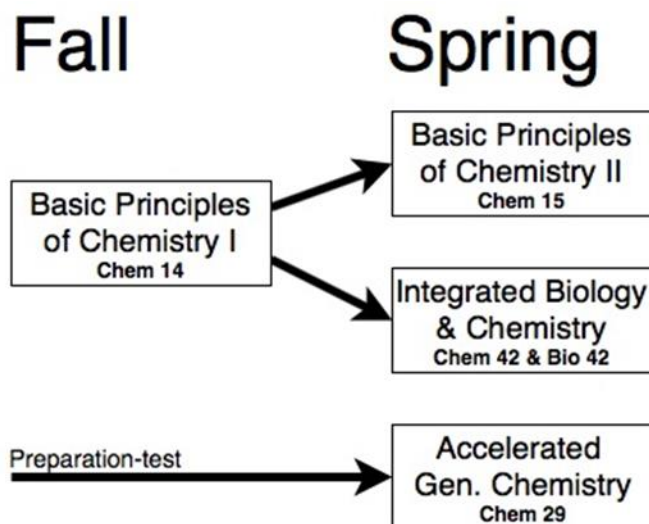 Fall
Spring
Basic Principles
of Chemistry I
Chem 14
Basic Principles
of Chemistry II
Chem 15
Integrated Biology
& Chemistry
Chem 42 & Bio 42
Preparation-test
Accelerated
Gen. Chemistry
Chem 29